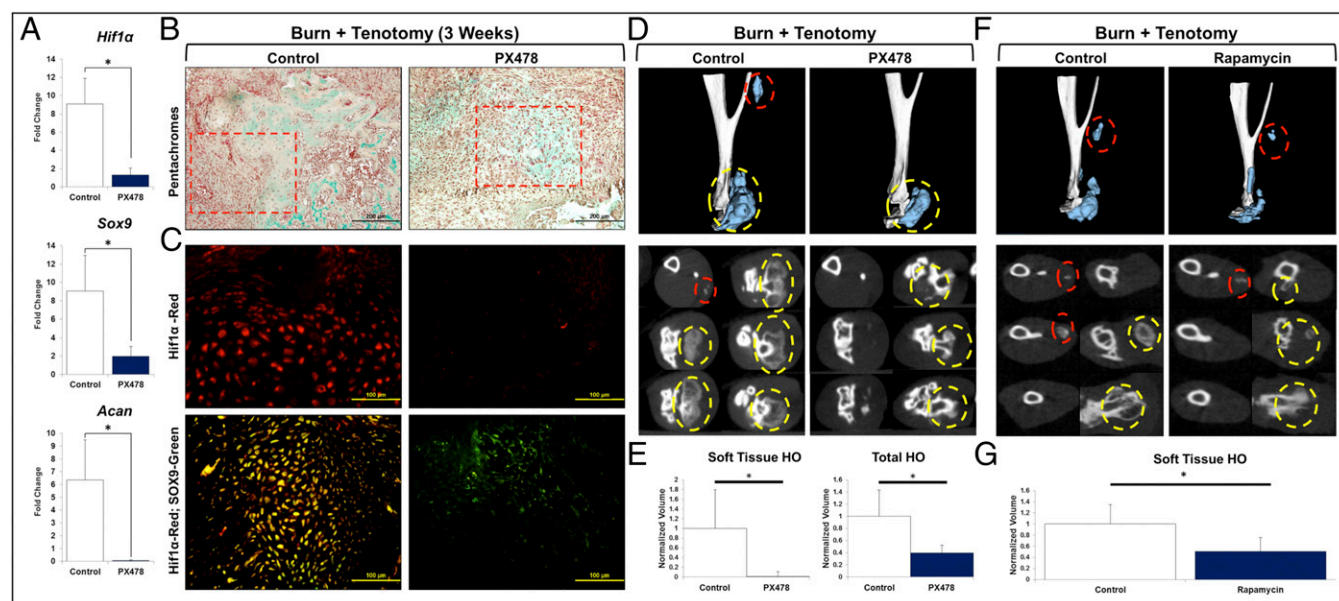 A
Hif1α
*
14
12
10
8
6
4
2
0
Fold Change
Control
PX478
Sox9
*
14
12
10
8
6
4
2
0
Fold Change
Control
PX478
Acan
*
10
9
8
7
6
5
4
3
2
1
0
Fold Change
Control
PX478
B
Burn + Tenotomy (3 Weeks)
Control
PX478
Pentachromes
200 µm
200 µm
C
Hif1α -Red
100 µm
100 µm
Hif1α-Red; SOX9-Green
100 µm
100 µm
D
Burn + Tenotomy
Control
PX478
E
Soft Tissue HO
*
2
1.8
1.6
1.4
1.2
1
0.8
0.6
0.4
0.2
0
Normalized Volume
Control
PX478
Total HO
*
1.6
1.4
1.2
1
0.8
0.6
0.4
0.2
0
Normalized Volume
Control
PX478
F
Burn + Tenotomy
Control
Rapamycin
G
Soft Tissue HO
*
1.6
1.4
1.2
1
0.8
0.6
0.4
0.2
0
Normalized Volume
Control
Rapamycin